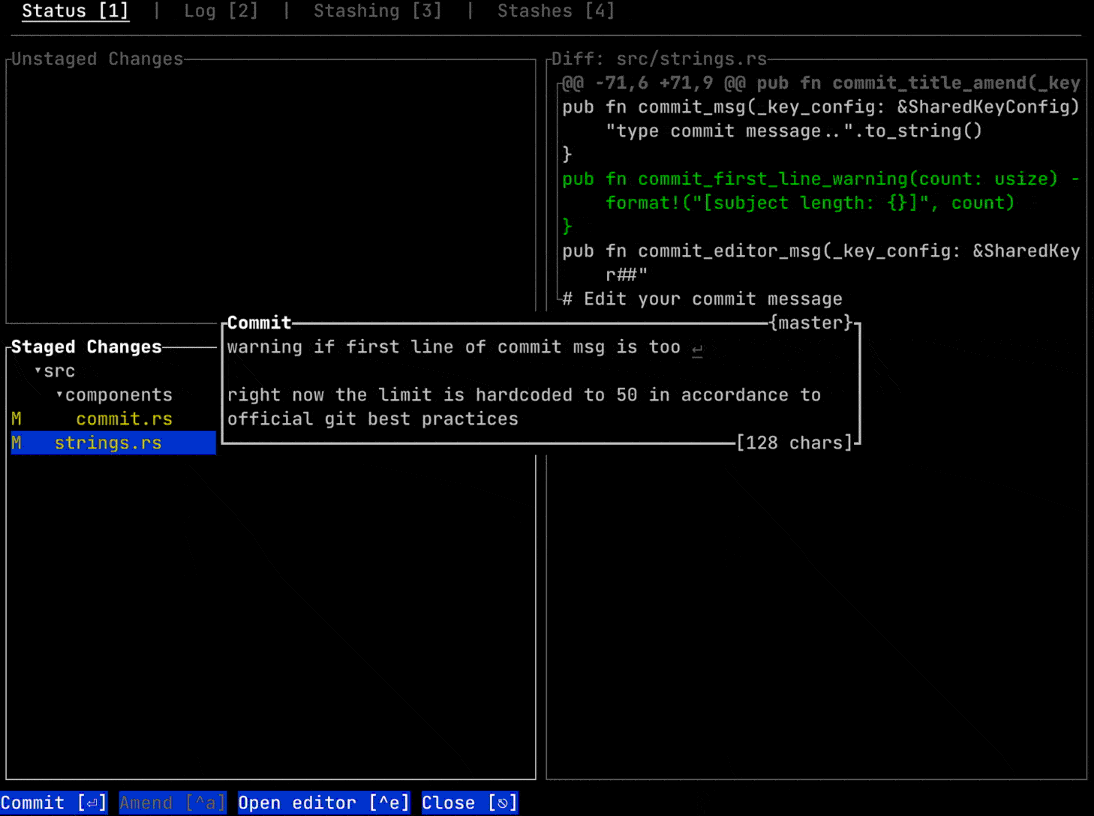 Status [1] | Log [2] | Stashing [3] | Stashes [4]
Unstaged Changes
Diff: src/strings.rs
@@ -71,6 +71,9 @@ pub fn commit_title_amend(_key
pub fn commit_msg(_key_config: &SharedKeyConfig)
"type commit message..".to_string()
}
pub fn commit_first_line_warning(count: usize) -
format!("[subject length: {}]", count)
}
pub fn commit_editor_msg(_key_config: &SharedKey
r##"
# Edit your commit message
Commit {master}
warning if first line of commit msg is too ↵
right now the limit is hardcoded to 50 in accordance to
official git best practices
[128 chars]
Staged Changes
▾src
▾components
M commit.rs
M strings.rs
Commit [⏎] Amend [^a] Open editor [^e] Close [⎋]